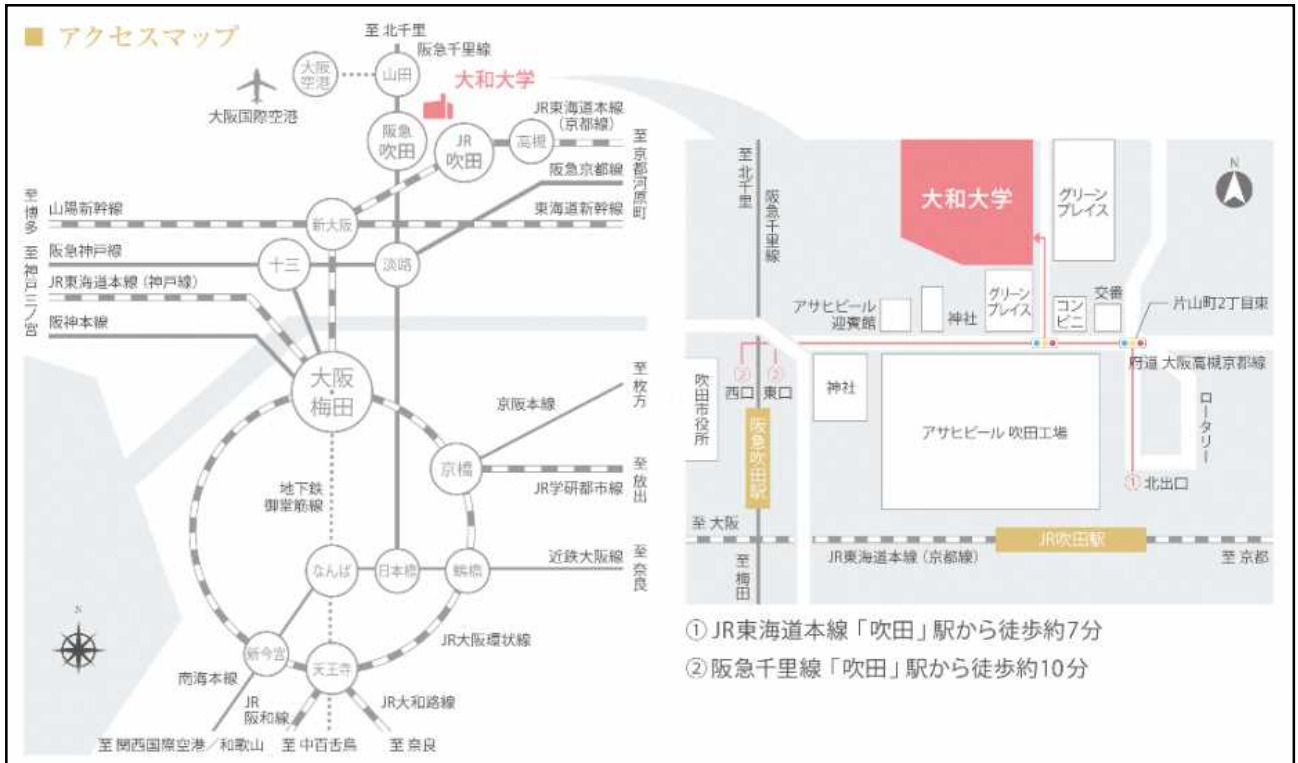 ■ アクセスマップ
至 北千里
阪急千里線
大阪
空港
山田
大阪国際空港
大和大学
阪急
吹田
JR
吹田
高槻
JR東海道本線
(京都線)
至京都河原町
阪急京都線
至博多
山陽新幹線
新大阪
東海道新幹線
至神戸三ノ宮
阪急神戸線
十三
淡路
JR東海道本線 (神戸線)
阪神本線
大阪
梅田
京阪本線
至枚方
京橋
地下鉄
御堂筋線
JR学研都市線
至放出
なんば
日本橋
鶴橋
近鉄大阪線
至奈良
N
JR大阪環状線
新今宮
天王寺
南海本線
JR
阪和線
JR大和路線
至 関西国際空港／和歌山
至 中百舌鳥
至 奈良
至北千里
阪急千里線
大和大学
グリーン
プレイス
N
アサヒビール
迎賓館
神社
グリーン
プレイス
コン
ビニ
交番
片山町2丁目東
府道 大阪高槻京都線
吹田市役所
②
西口
②
東口
神社
阪急吹田駅
アサヒビール 吹田工場
ロータリー
① 北出口
至 大阪
JR東海道本線 (京都線)
JR吹田駅
至 京都
至梅田
① JR東海道本線「吹田」駅から徒歩約7分
② 阪急千里線「吹田」駅から徒歩約10分